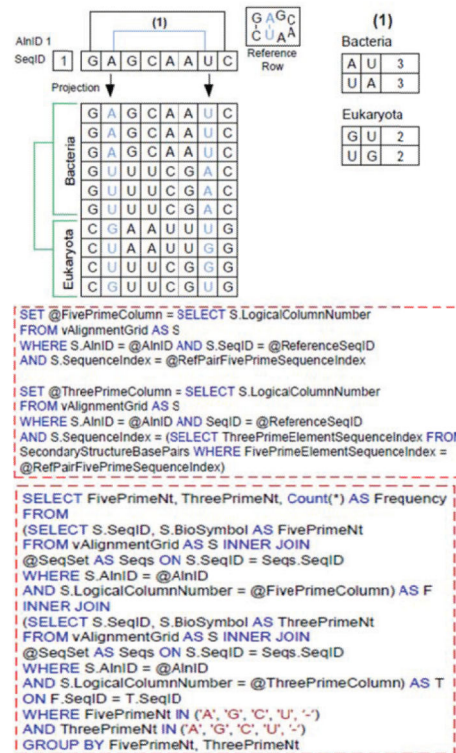 (1)
(1)
AlnID 1
SeqID 1 G A G C A A U C
G A G C A
C U A A
Reference
Row
Projection
Bacteria
A U 3
U A 3
Eukaryota
G U 2
U G 2
Bacteria
Eukaryota
G A G C A A U C
G A G C A A U C
G A G C A A U C
G U U U C G A C
G U U U C G A C
G U U U C G A C
C G A A U U U G
C U A A U U G G
C U U U C G G G
C G U U C G U G
SET @FivePrimeColumn = SELECT S.LogicalColumnNumber
FROM vAlignmentGrid AS S
WHERE S.AlnID = @AlnID AND S.SeqID = @ReferenceSeqID
AND S.SequenceIndex = @RefPairFivePrimeSequenceIndex
SET @ThreePrimeColumn = SELECT S.LogicalColumnNumber
FROM vAlignmentGrid AS S
WHERE S.AlnID = @AlnID AND SeqID = @ReferenceSeqID
AND S.SequenceIndex = (SELECT ThreePrimeElementSequenceIndex FROM
SecondaryStructureBasePairs WHERE FivePrimeElementSequenceIndex =
@RefPairFivePrimeSequenceIndex)
SELECT FivePrimeNt, ThreePrimeNt, Count(*) AS Frequency
FROM
(SELECT S.SeqID, S.BioSymbol AS FivePrimeNt
FROM vAlignmentGrid AS S INNER JOIN
@SeqSet AS Seqs ON S.SeqID = Seqs.SeqID
WHERE S.AlnID = @AlnID
AND S.LogicalColumnNumber = @FivePrimeColumn) AS F
INNER JOIN
(SELECT S.SeqID, S.BioSymbol AS ThreePrimeNt
FROM vAlignmentGrid AS S INNER JOIN
@SeqSet AS Seqs ON S.SeqID = Seqs.SeqID
WHERE S.AlnID = @AlnID
AND S.LogicalColumnNumber = @ThreePrimeColumn) AS T
ON F.SeqID = T.SeqID
WHERE FivePrimeNt IN ('A', 'G', 'C', 'U', '-')
AND ThreePrimeNt IN ('A', 'G', 'C', 'U', '-')
GROUP BY FivePrimeNt, ThreePrimeNt